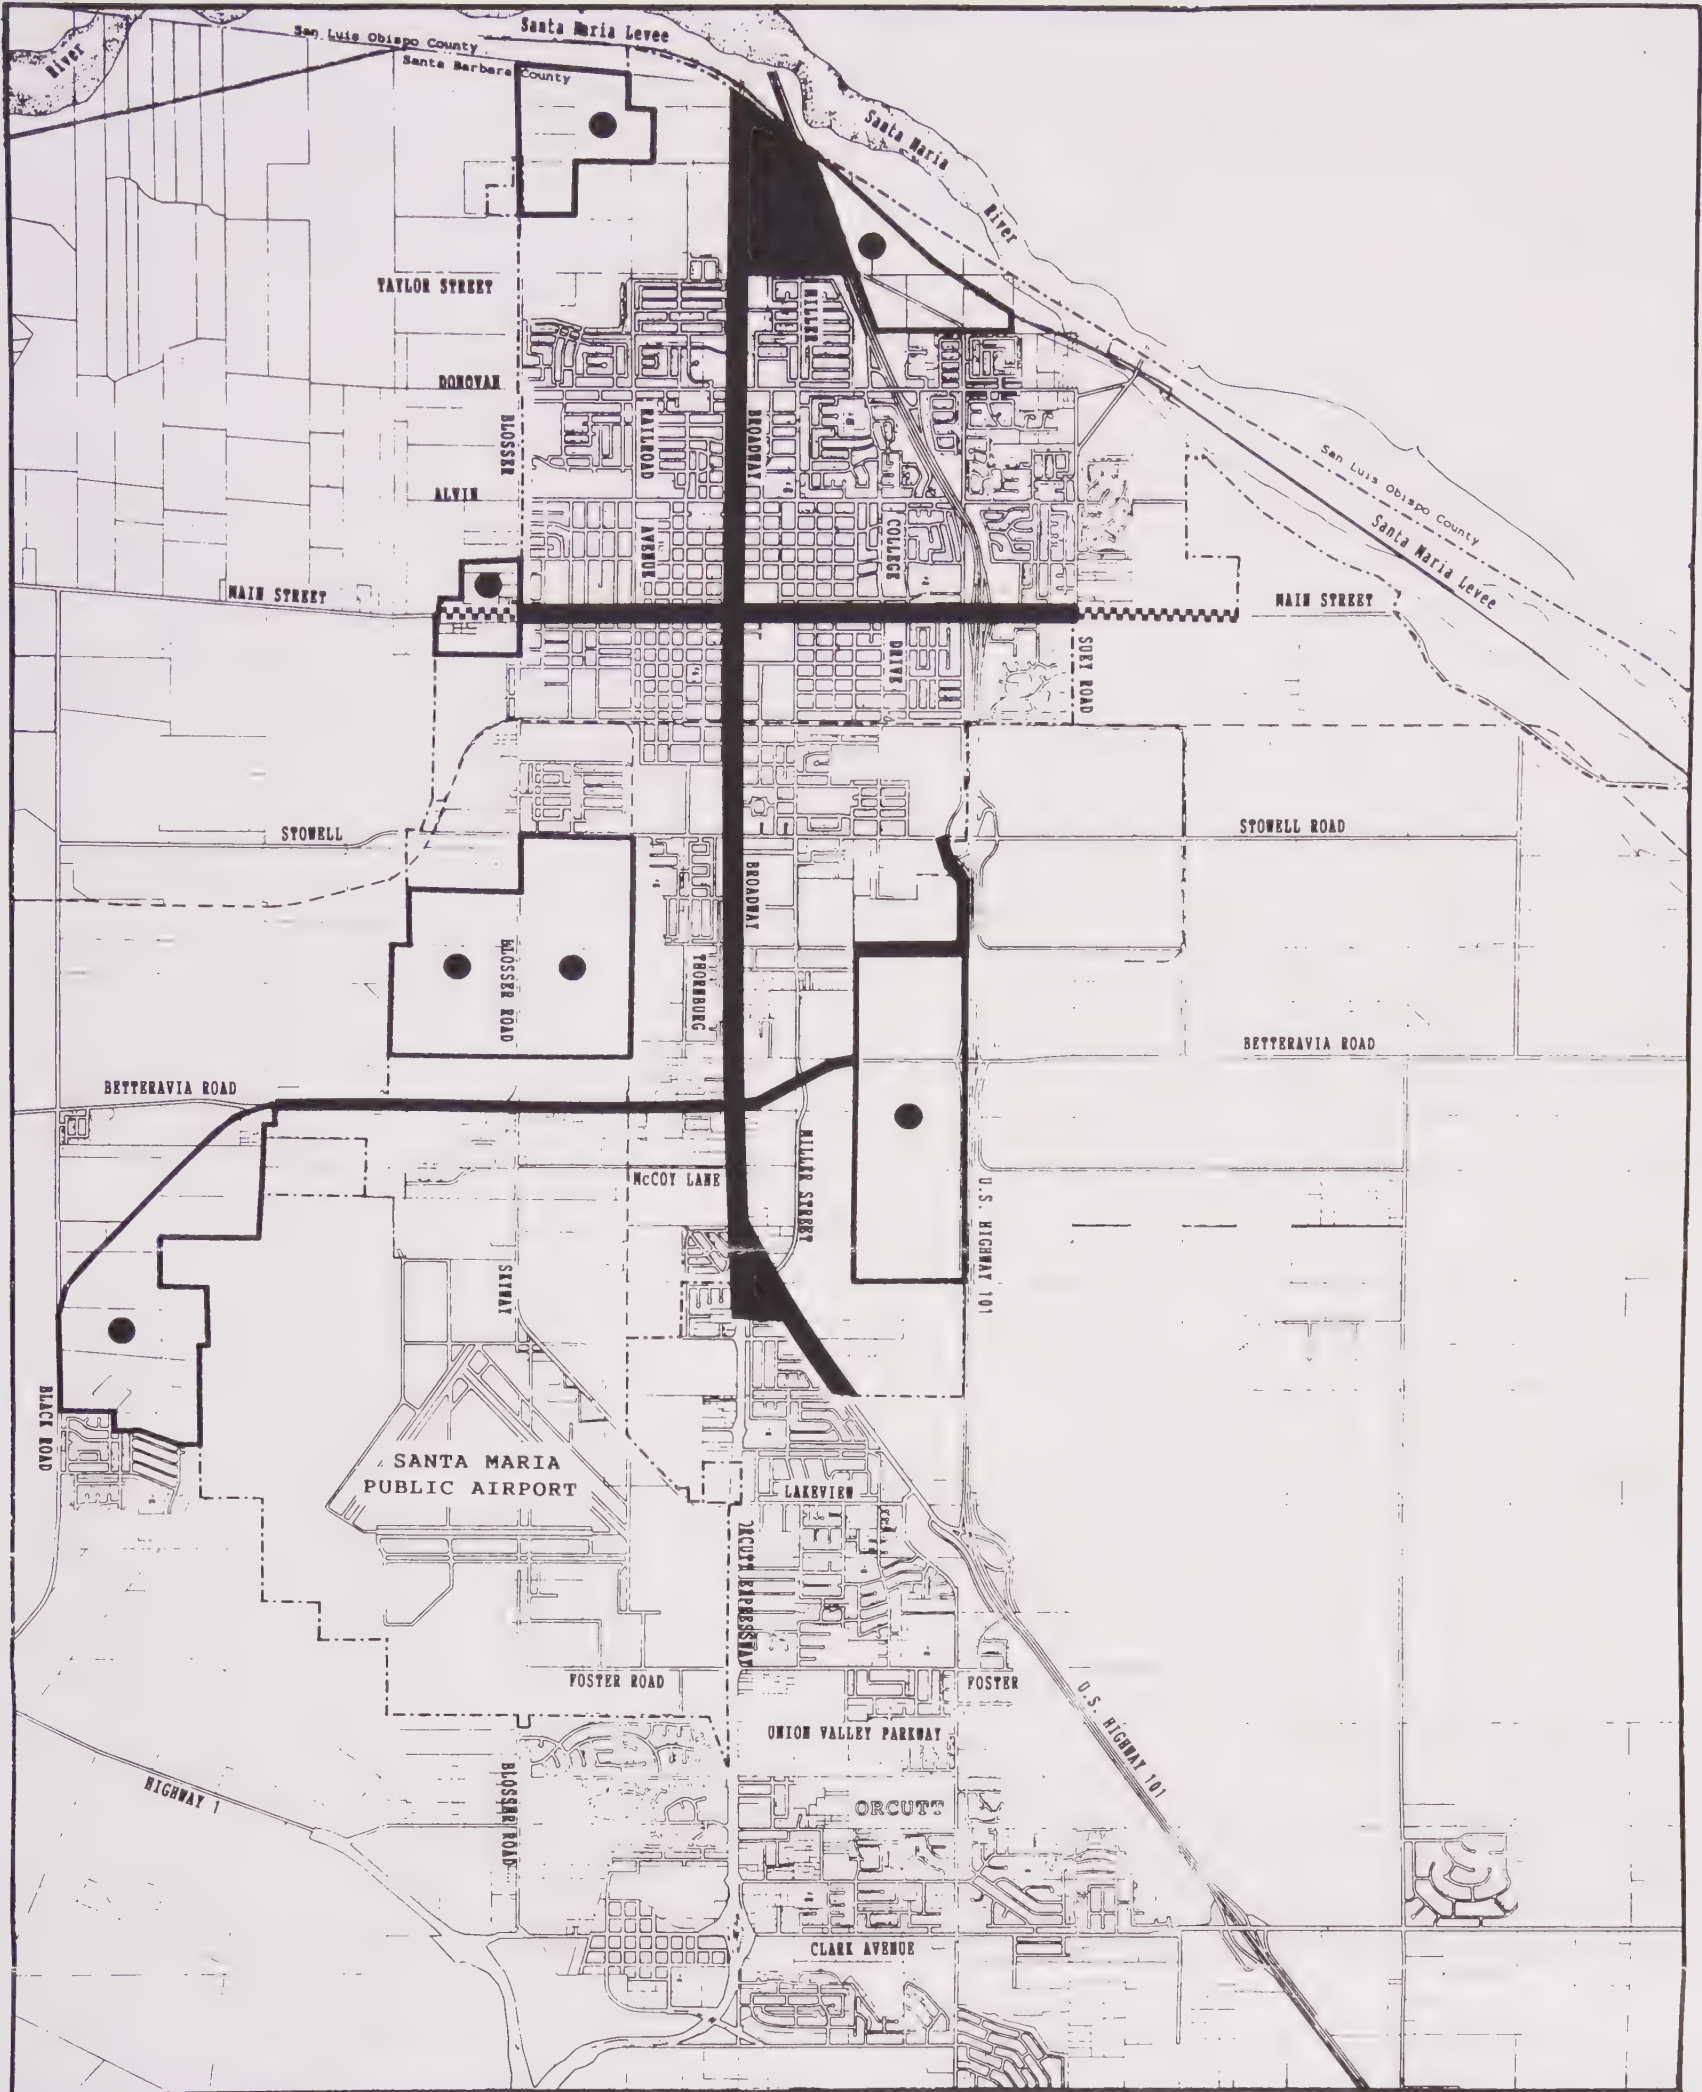 Santa Maria Levee
San Luis Obispo County
River
Santa Barbara County
Santa Maria
River
TAYLOR STREET
MILLER
DONOVAN
BLOSSER
RAILROAD
BROADWAY
ALVIN
San Luis Obispo County
Santa Maria Levee
AVENUE
COLLEGE
MAIN STREET
MAIN STREET
DRIVE
SUEY ROAD
STOWELL
STOWELL ROAD
BROADWAY
BLOSSER ROAD
THORNBURG
BETTERAVIA ROAD
BETTERAVIA ROAD
MILLER STREET
McCOY LANE
U.S. HIGHWAY 101
SKYWAY
BLACK ROAD
SANTA MARIA
PUBLIC AIRPORT
LAKEVIEW
ORCUTT EXPRESSWAY
FOSTER ROAD
FOSTER
U.S. HIGHWAY 101
UNION VALLEY PARKWAY
HIGHWAY 1
BLOSSER ROAD
ORCUTT
CLARK AVENUE